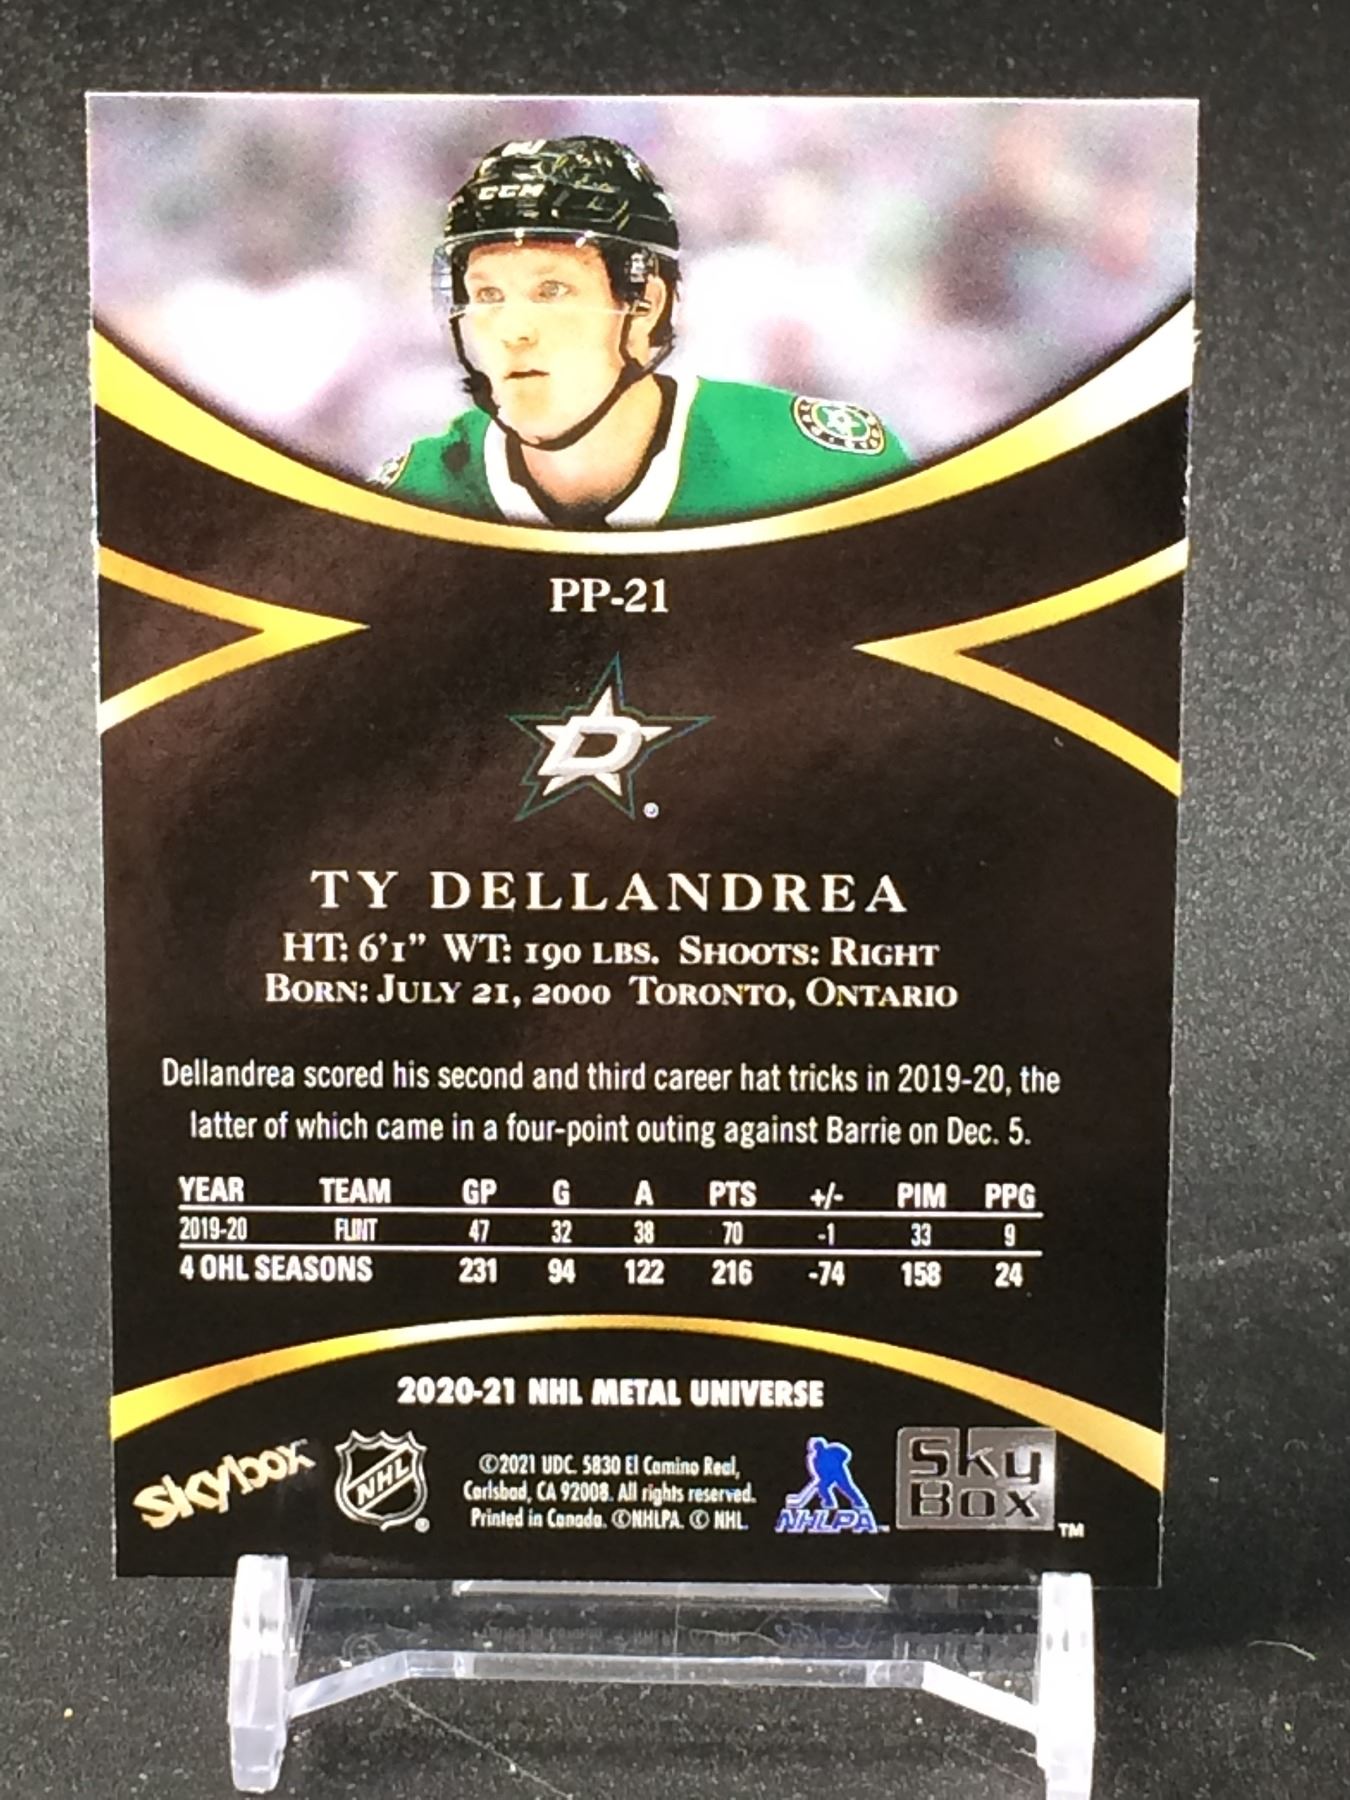 CCM
PP-21
D
®
TY DELLANDREA
HT: 6'1" WT: 190 LBS. SHOOTS: RIGHT
BORN: JULY 21, 2000 TORONTO, ONTARIO
Dellandrea scored his second and third career hat tricks in 2019-20, the
latter of which came in a four-point outing against Barrie on Dec. 5.
YEAR TEAM GP G A PTS +/- PIM PPG
2019-20 FLINT 47 32 38 70 -1 33 9
4 OHL SEASONS 231 94 122 216 -74 158 24
2020-21 NHL METAL UNIVERSE
skybox
NHL ®
©2021 UDC. 5830 El Camino Real,
Carlsbad, CA 92008. All rights reserved.
Printed in Canada. ©NHLPA. © NHL.
NHLPA™
Sky
Box
TM